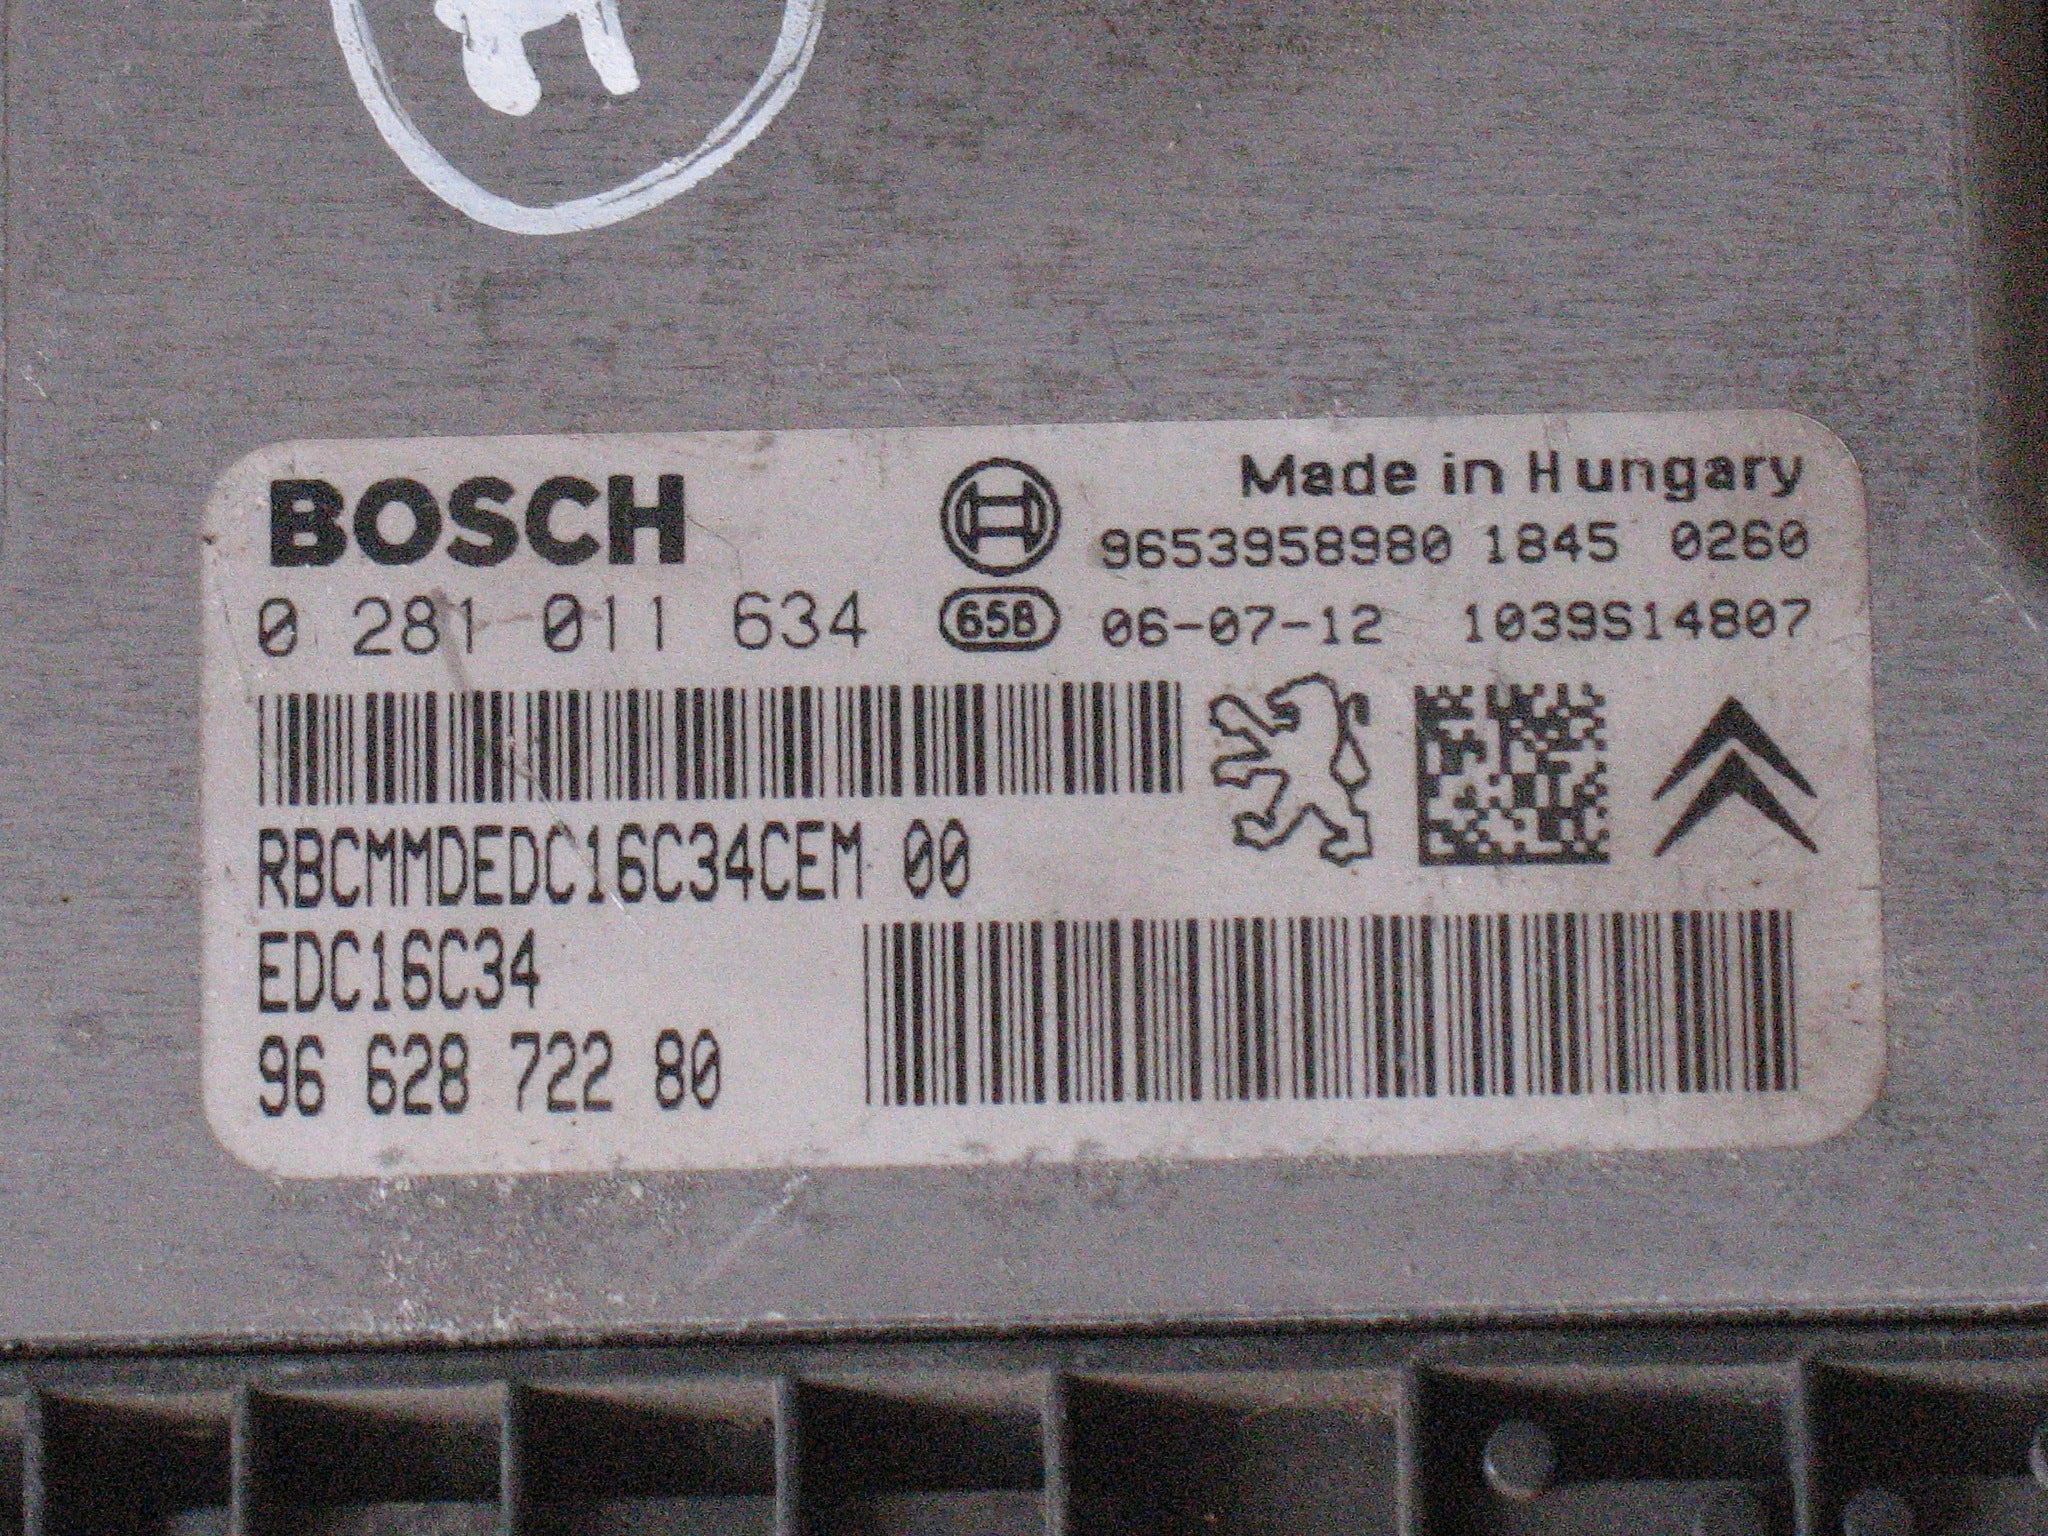 BOSCH
Made in Hungary
9653958980 1845 0260
0 281 011 634
65B 06-07-12 1039S14807
RBCMMDEDC16C34CEM 00
EDC16C34
96 628 722 80